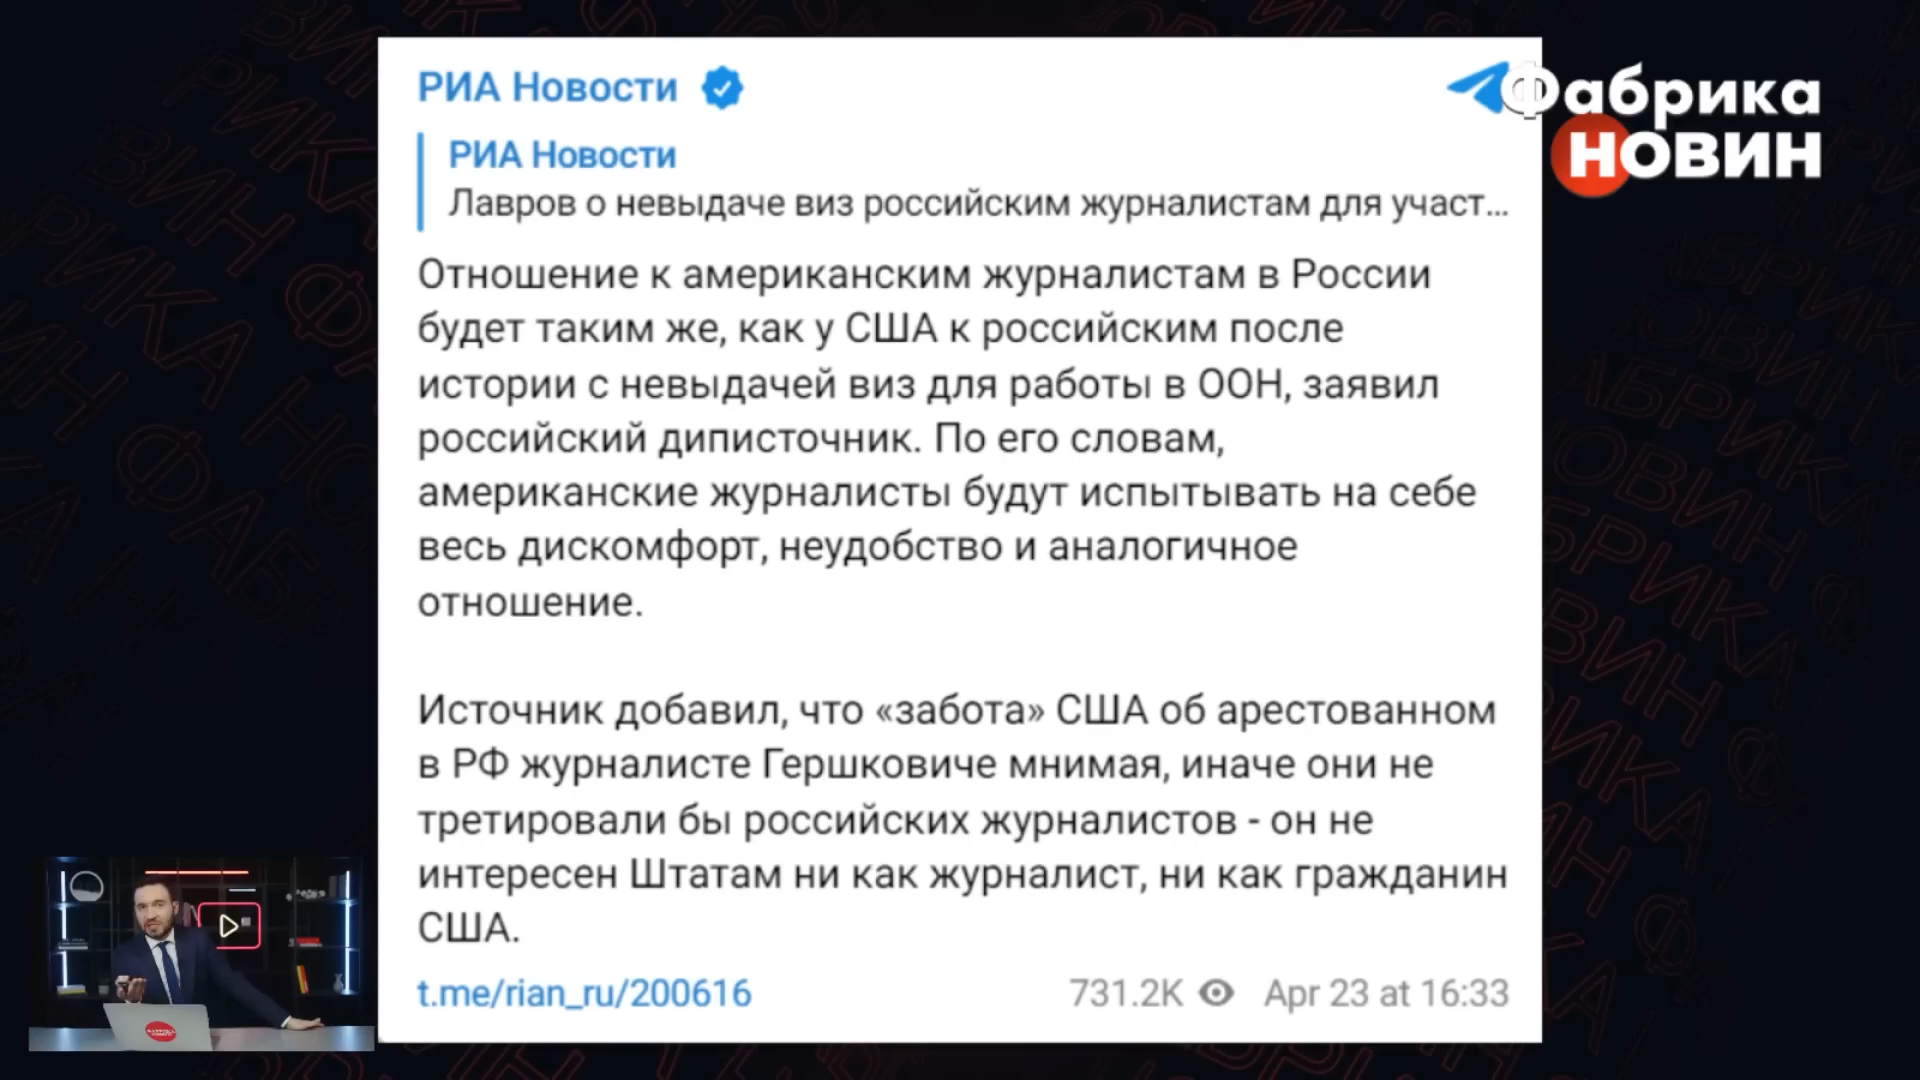 РИА Новости
Фабрика
НОВИН
РИА Новости
Лавров о невыдаче виз российским журналистам для участ...
Отношение к американским журналистам в России
будет таким же, как у США к российским после
истории с невыдачей виз для работы в ООН, заявил
российский диписточник. По его словам,
американские журналисты будут испытывать на себе
весь дискомфорт, неудобство и аналогичное
отношение.
Источник добавил, что «забота» США об арестованном
в РФ журналисте Гершковиче мнимая, иначе они не
третировали бы российских журналистов - он не
интересен Штатам ни как журналист, ни как гражданин
США.
t.me/rian_ru/200616
731.2K Apr 23 at 16:33